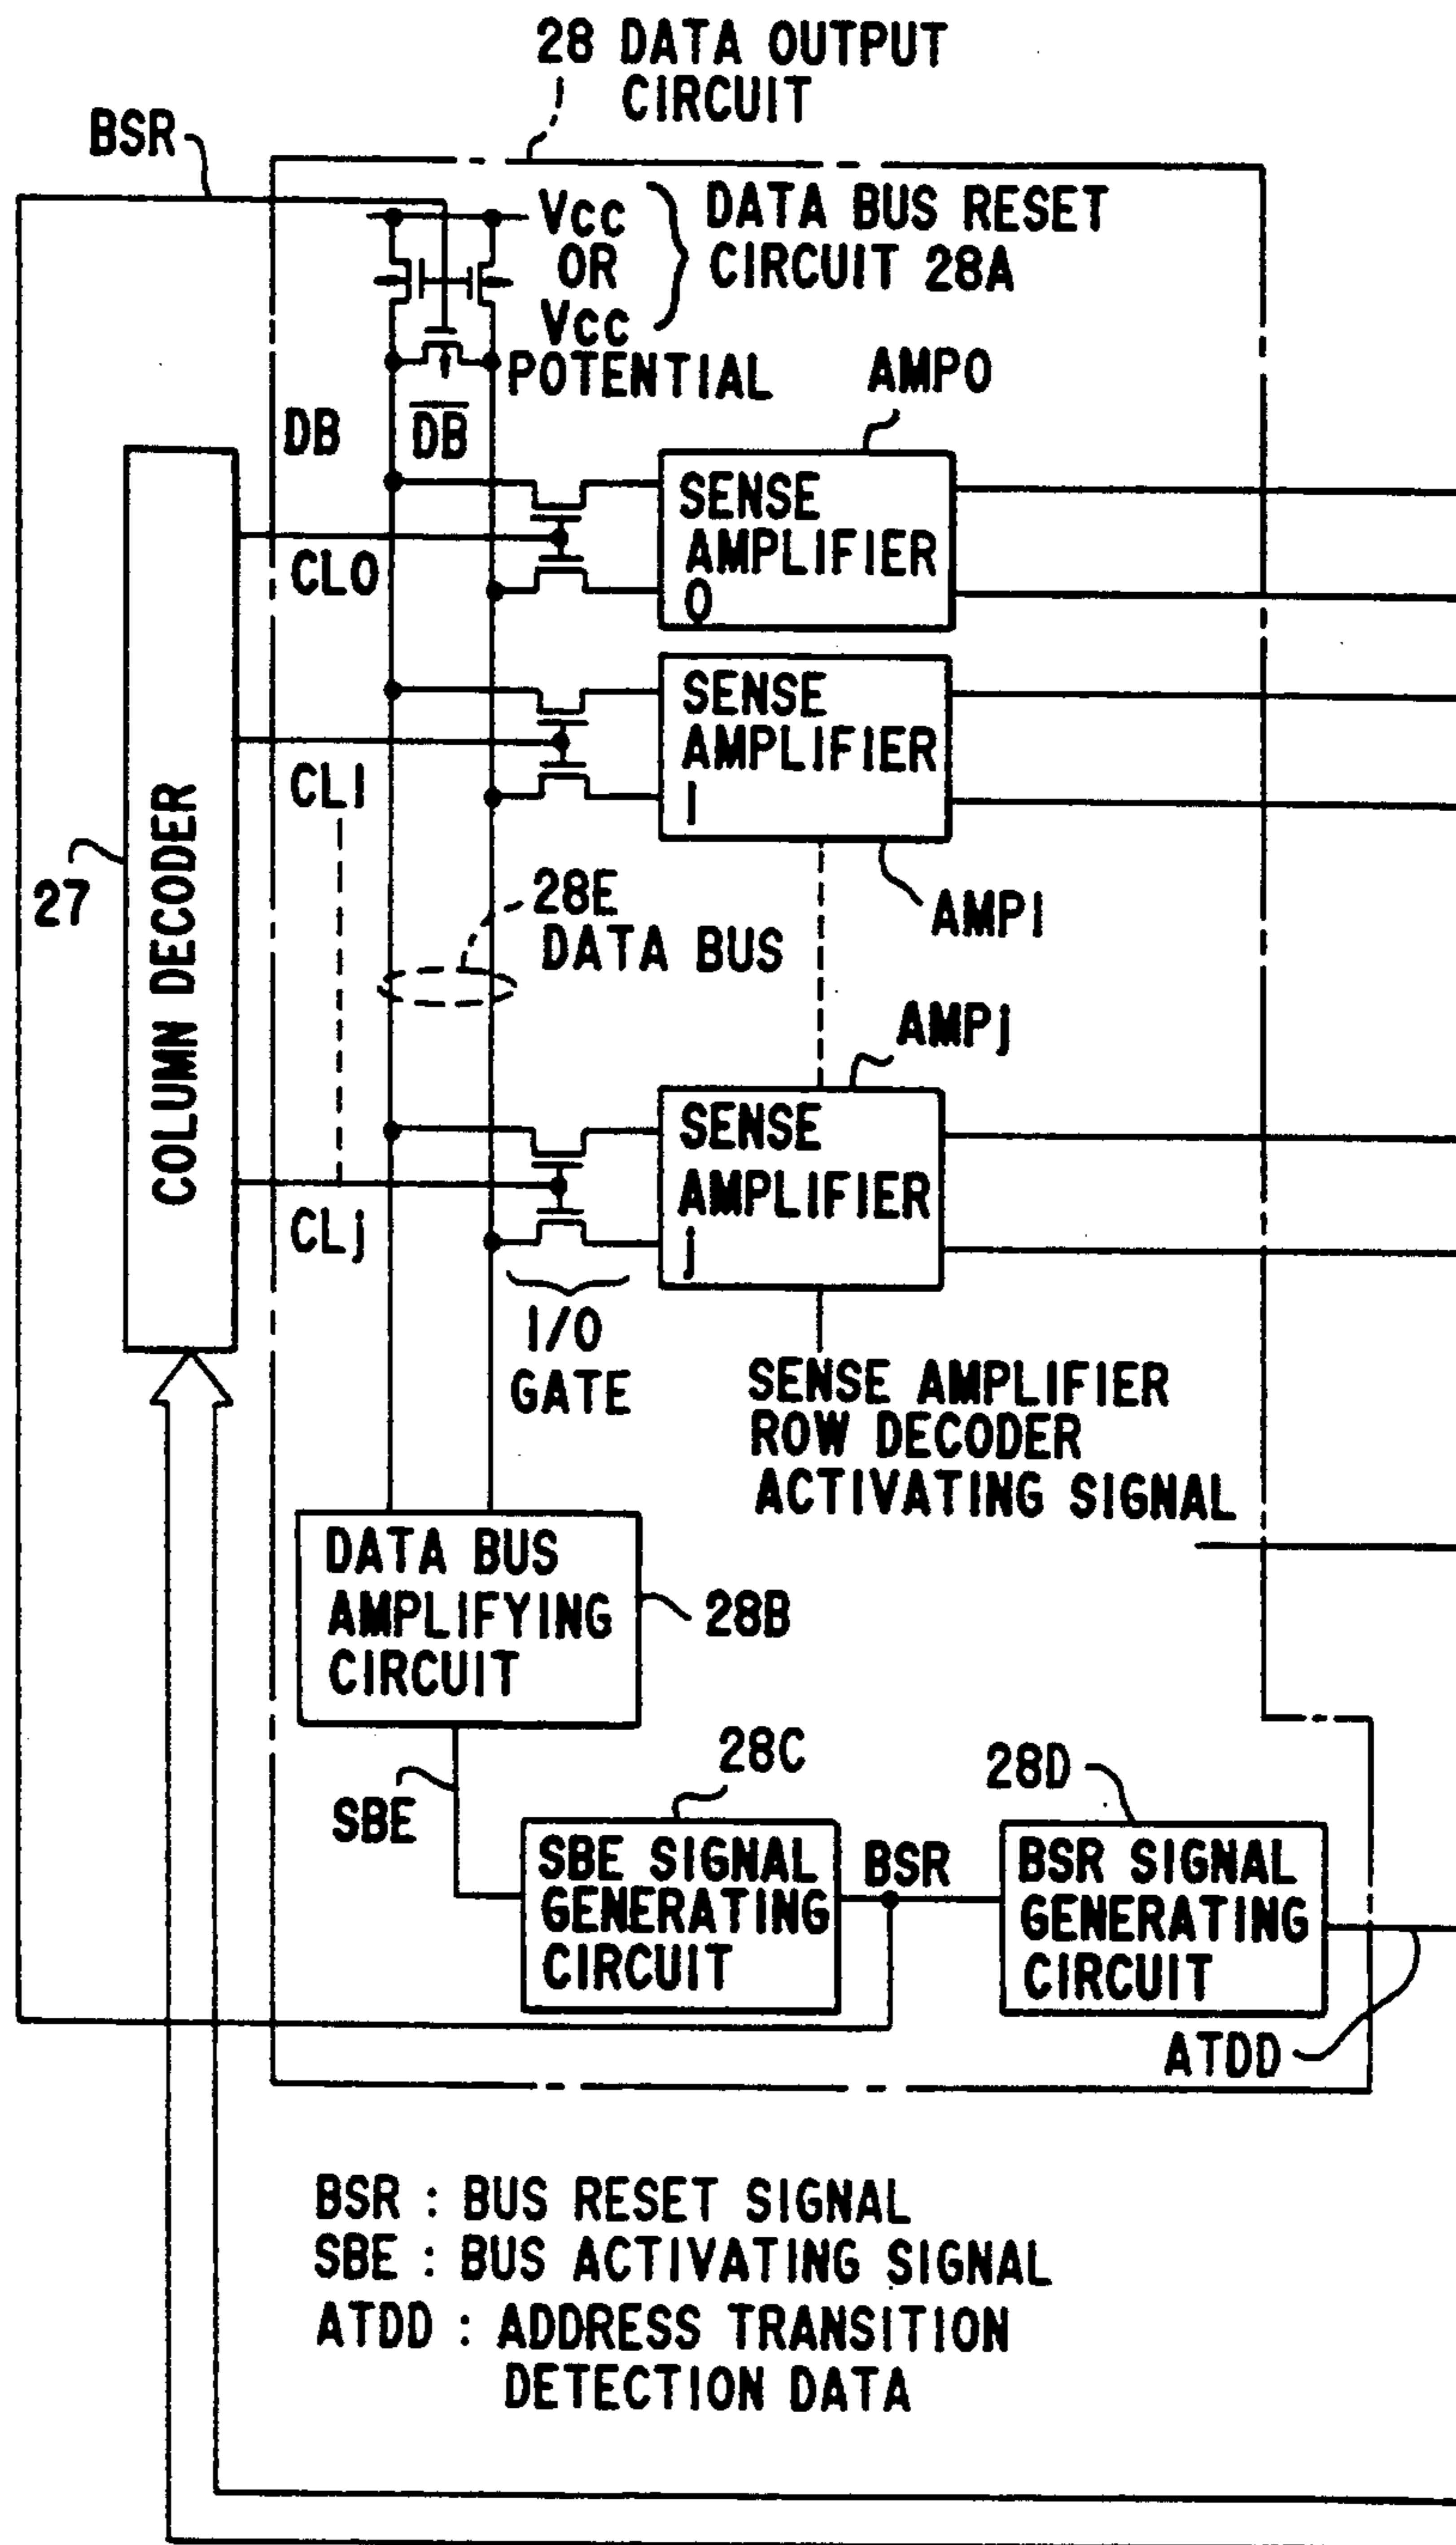 28 DATA OUTPUT
CIRCUIT
BSR
Vcc
OR
Vcc
POTENTIAL
DATA BUS RESET
CIRCUIT 28A
AMP0
DB
D̅B̅
SENSE
AMPLIFIER
0
CL0
SENSE
AMPLIFIER
1
CL1
COLUMN DECODER
27
28E
DATA BUS
AMP1
AMPj
SENSE
AMPLIFIER
j
CLj
I/O
GATE
SENSE AMPLIFIER
ROW DECODER
ACTIVATING SIGNAL
DATA BUS
AMPLIFYING
CIRCUIT
28B
28C
28D
SBE
SBE SIGNAL
GENERATING
CIRCUIT
BSR
BSR SIGNAL
GENERATING
CIRCUIT
ATDD
BSR : BUS RESET SIGNAL
SBE : BUS ACTIVATING SIGNAL
ATDD : ADDRESS TRANSITION
DETECTION DATA